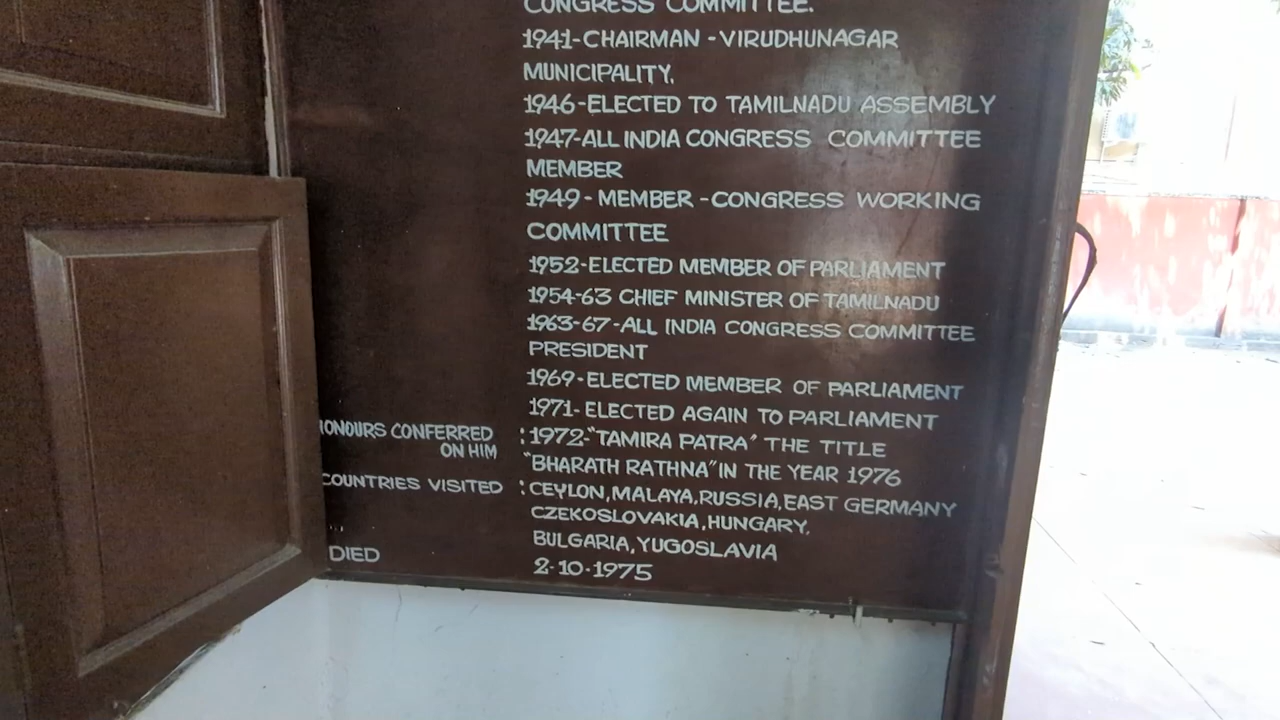 CONGRESS COMMITTEE.
1941-CHAIRMAN -VIRUDHUNAGAR
MUNICIPALITY.
1946-ELECTED TO TAMILNADU ASSEMBLY
1947-ALL INDIA CONGRESS COMMITTEE
MEMBER
1949- MEMBER -CONGRESS WORKING
COMMITTEE
1952-ELECTED MEMBER OF PARLIAMENT
1954-63 CHIEF MINISTER OF TAMILNADU
1963-67-ALL INDIA CONGRESS COMMITTEE
PRESIDENT
1969-ELECTED MEMBER OF PARLIAMENT
1971- ELECTED AGAIN TO PARLIAMENT
HONOURS CONFERRED : 1972-"TAMIRA PATRA" THE TITLE
ON HIM "BHARATH RATHNA" IN THE YEAR 1976
COUNTRIES VISITED : CEYLON, MALAYA, RUSSIA, EAST GERMANY
CZEKOSLOVAKIA, HUNGARY,
BULGARIA, YUGOSLAVIA
DIED 2-10-1975